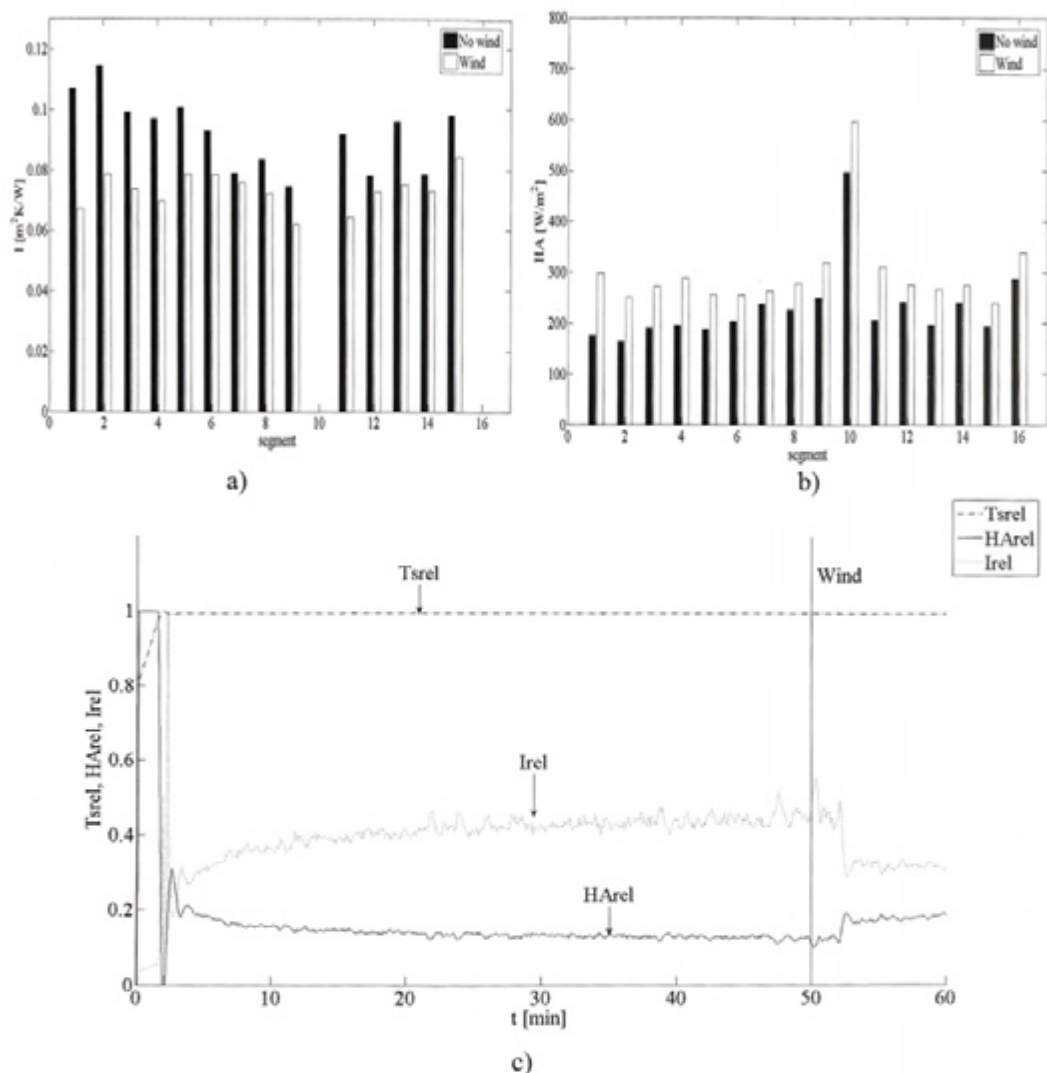 0.12
0.1
0.08
0.06
0.04
0.02
0
I [m²K/W]
No wind
Wind
0 2 4 6 8 10 12 14 16
segment
a)
800
700
600
500
400
300
200
100
0
HA [W/m²]
No wind
Wind
0 2 4 6 8 10 12 14 16
segment
b)
Tsrel
HArel
Irel
Tsrel
Wind
1
0.8
0.6
0.4
0.2
0
Tsrel, HArel, Irel
Irel
HArel
0 10 20 30 40 50 60
t [min]
c)